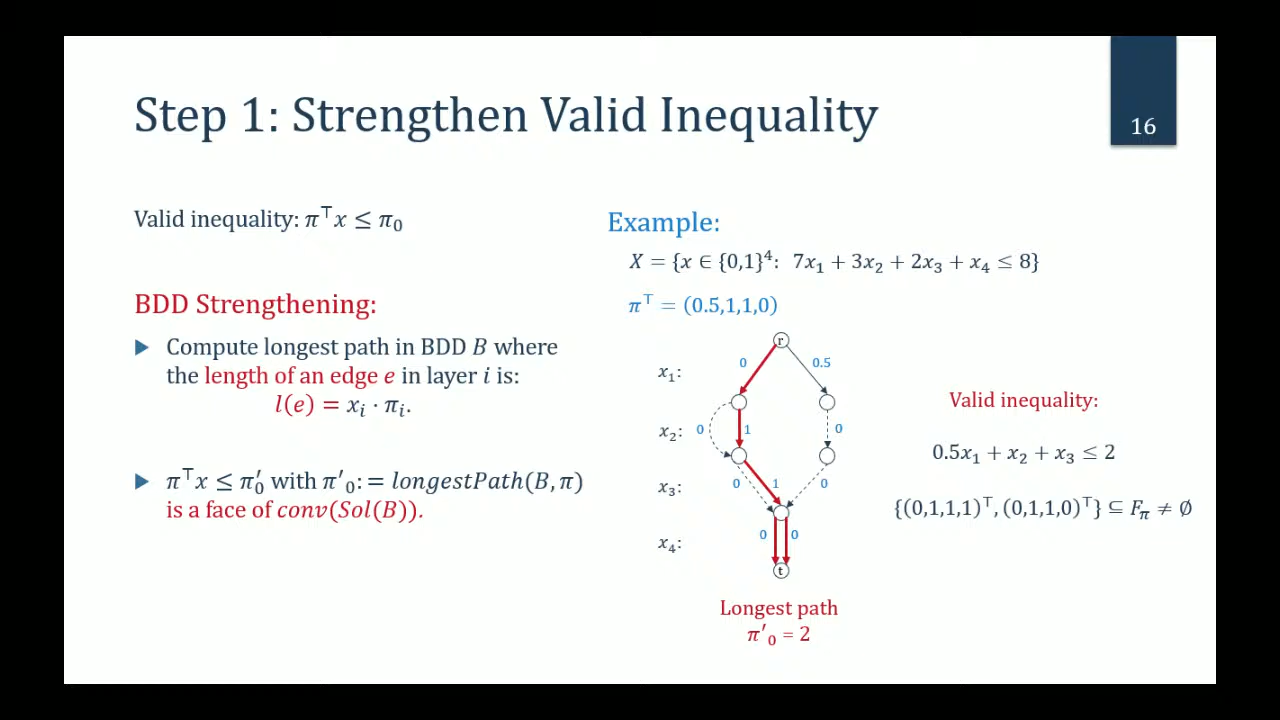 Step 1: Strengthen Valid Inequality
16
Valid inequality: π⊤x ≤ π₀
BDD Strengthening:
▶ Compute longest path in BDD B where
the length of an edge e in layer i is:
l(e) = xᵢ · πᵢ.
▶ π⊤x ≤ π′₀ with π′₀: = longestPath(B, π)
is a face of conv(Sol(B)).
Example:
X = {x ∈ {0,1}⁴: 7x₁ + 3x₂ + 2x₃ + x₄ ≤ 8}
π⊤ = (0.5,1,1,0)
r
x₁: 0 0.5
x₂: 0 1 0
x₃: 0 1 0
x₄: 0 0
t
Longest path
π′₀ = 2
Valid inequality:
0.5x₁ + x₂ + x₃ ≤ 2
{(0,1,1,1)⊤, (0,1,1,0)⊤} ⊆ Fπ ≠ ∅